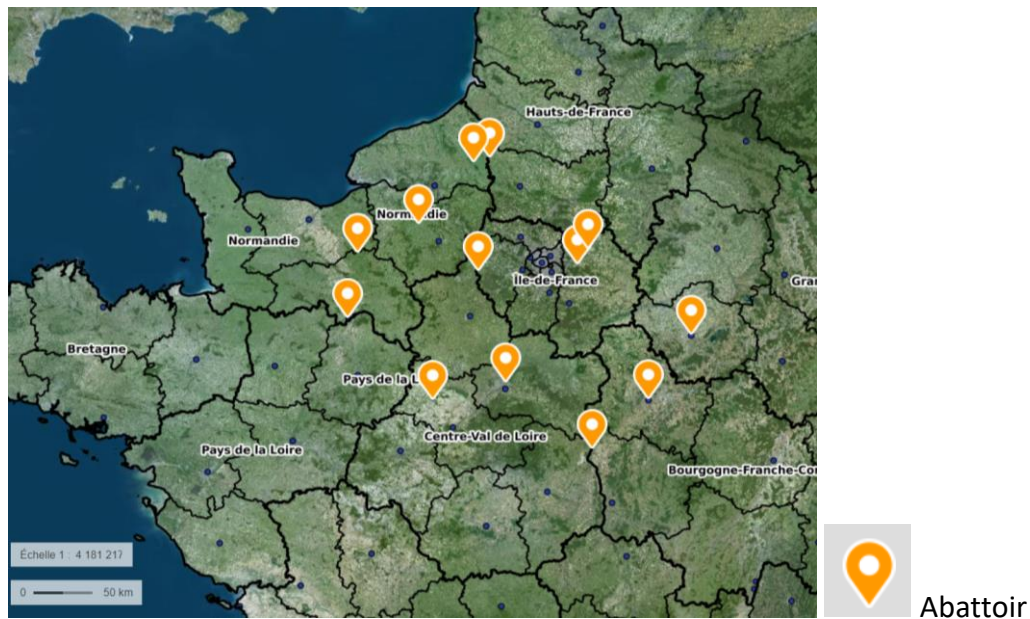 Hauts-de-France
Normandie
Normandie
Île-de-France
Gra
Bretagne
Pays de la L
Centre-Val de Loire
Pays de la Loire
Bourgogne-Franche-Co
Échelle 1 : 4 181 217
0 50 km
Abattoir